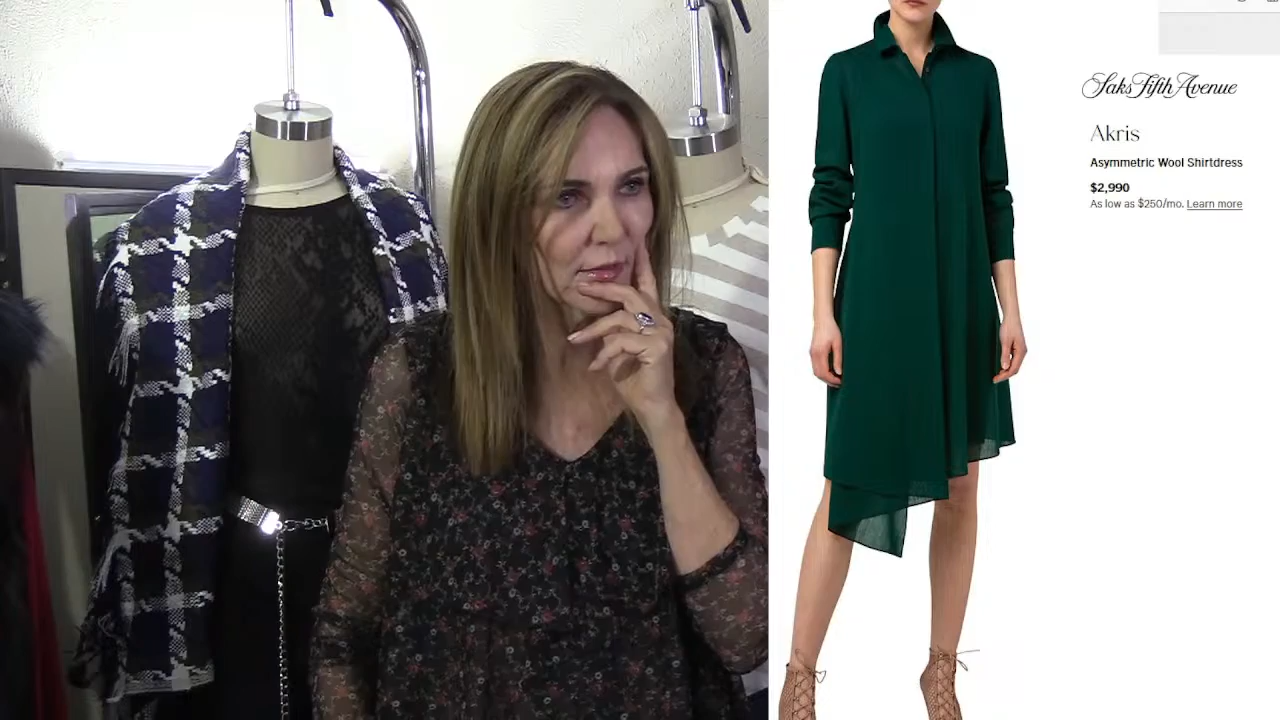 Saks Fifth Avenue
Akris
Asymmetric Wool Shirtdress
$2,990
As low as $250/mo. Learn more